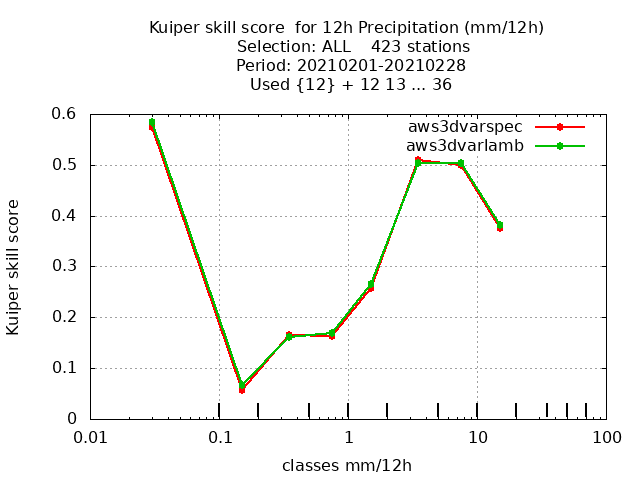 Kuiper skill score  for 12h Precipitation (mm/12h)
Selection: ALL    423 stations
Period: 20210201-20210228
Used {12} + 12 13 ... 36
aws3dvarspec
aws3dvarlamb
Kuiper skill score
0.6
0.5
0.4
0.3
0.2
0.1
0
0.01
0.1
1
10
100
classes mm/12h